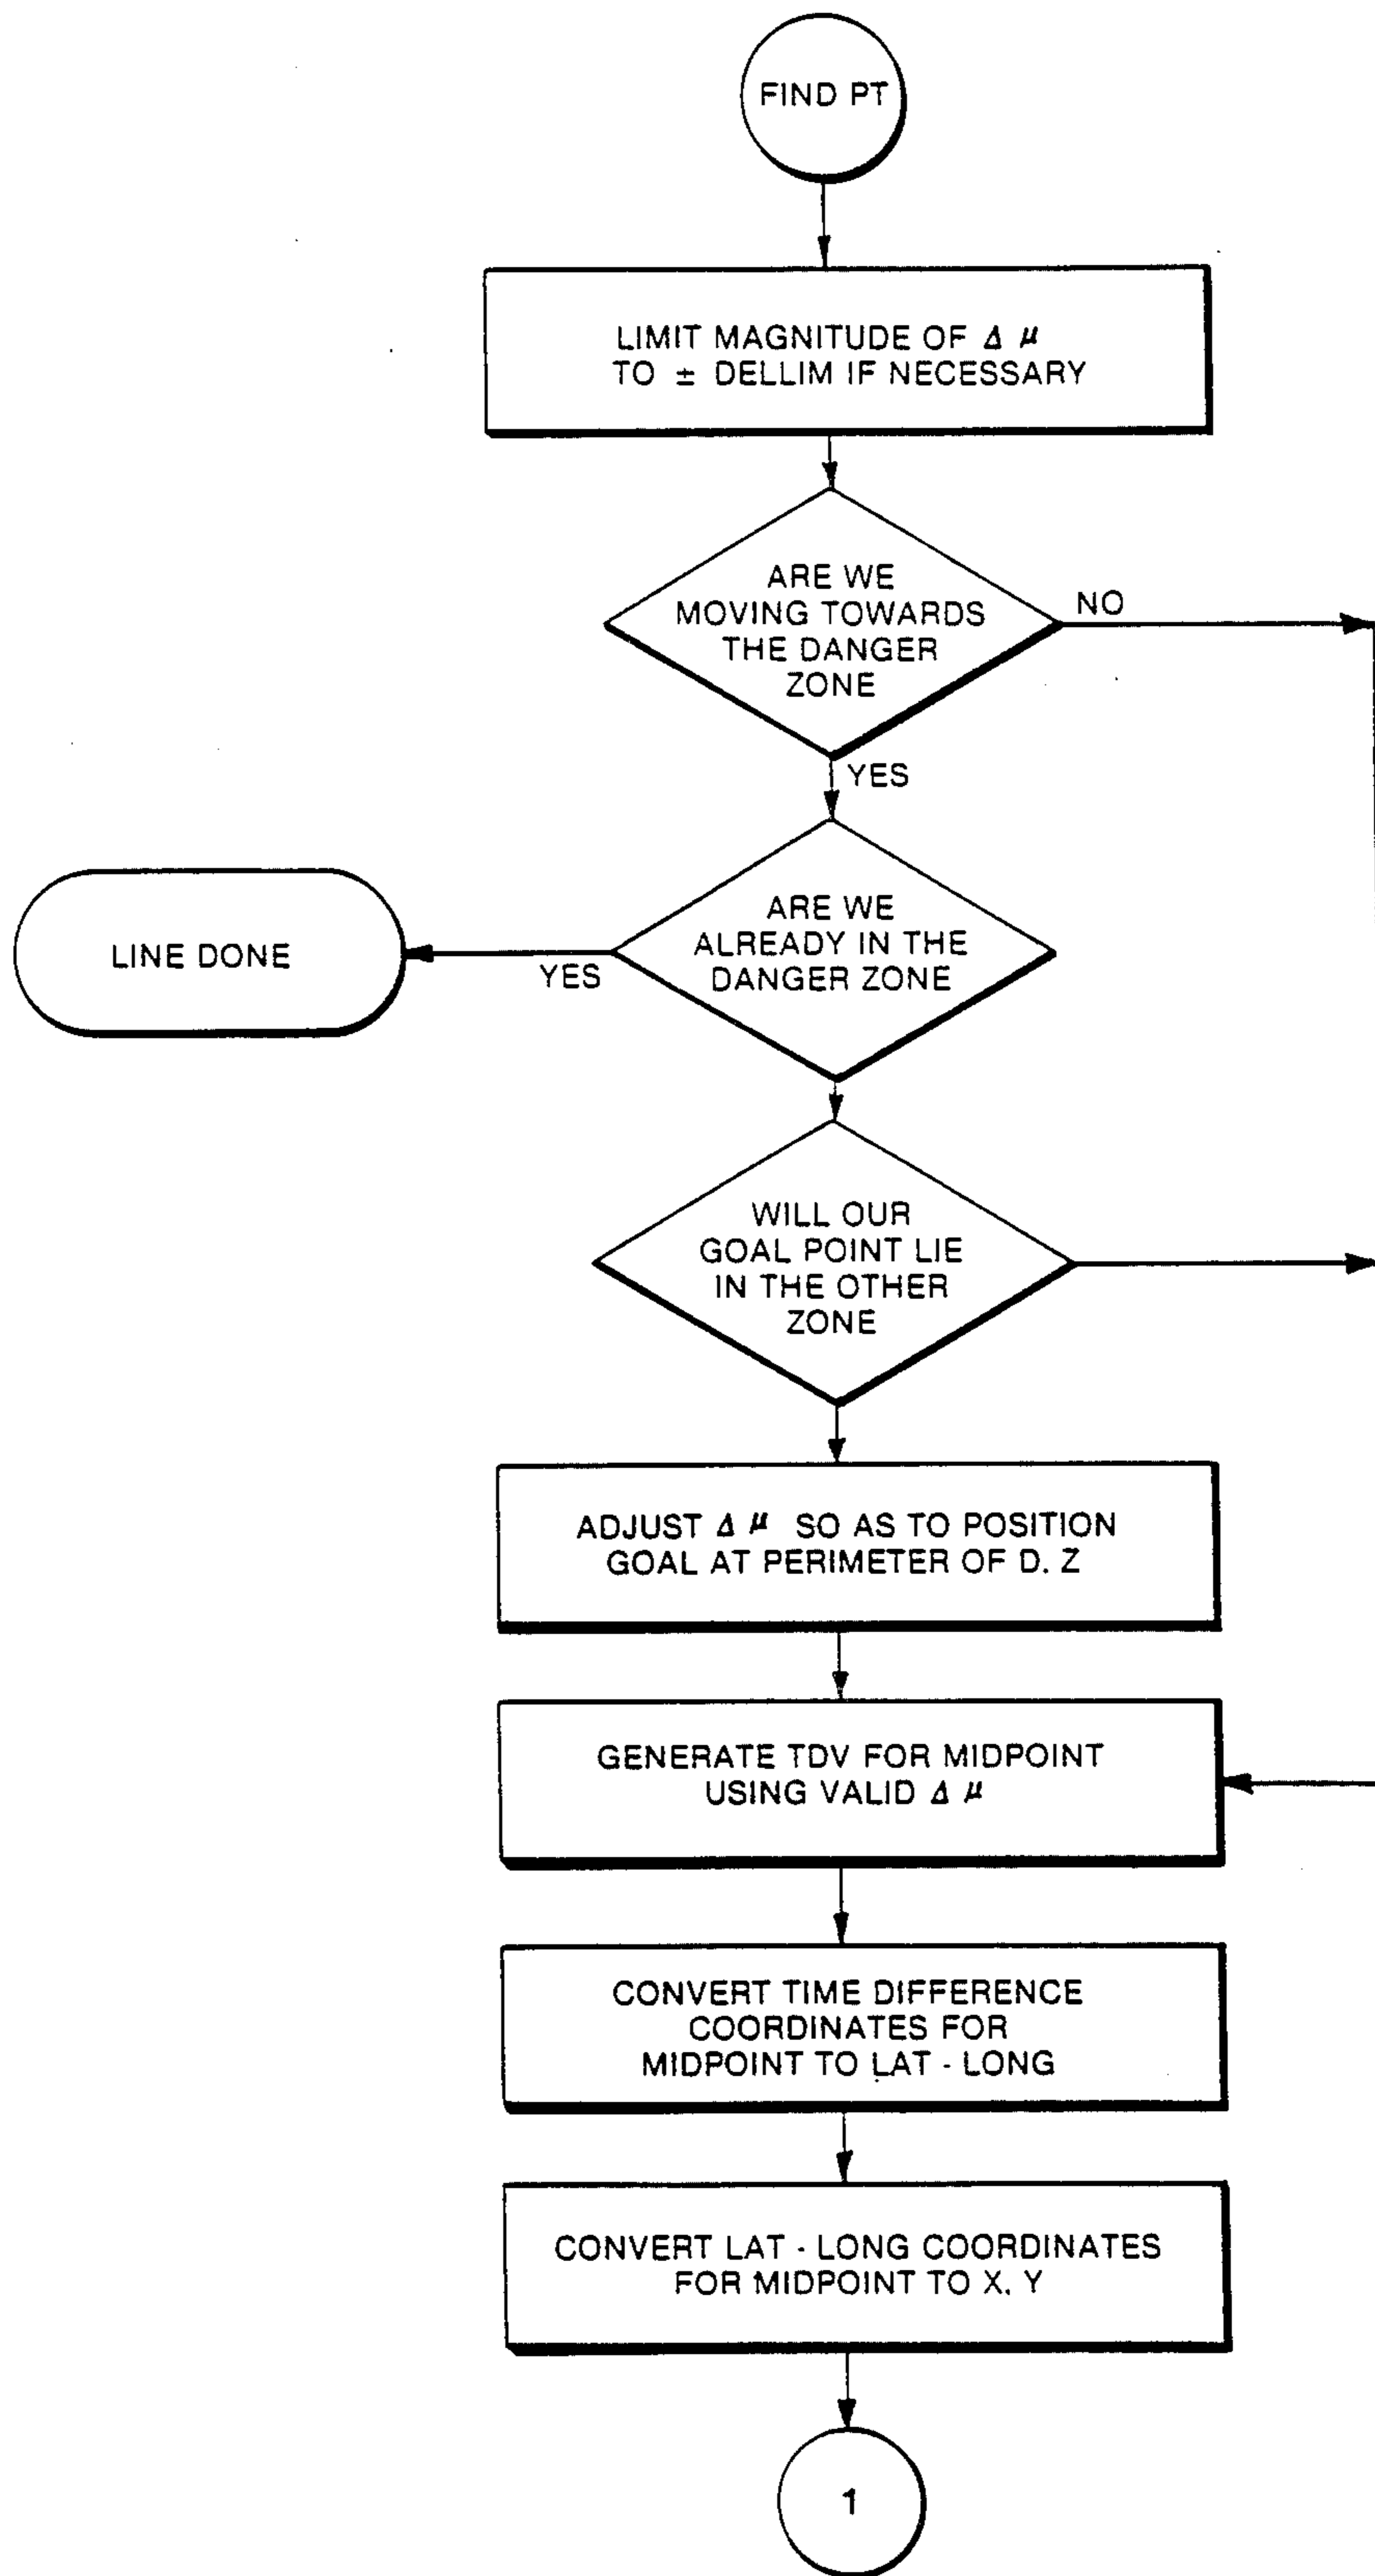 FIND PT
LIMIT MAGNITUDE OF Δ μ
TO ± DELLIM IF NECESSARY
ARE WE
MOVING TOWARDS
THE DANGER
ZONE
NO
YES
ARE WE
ALREADY IN THE
DANGER ZONE
YES
LINE DONE
WILL OUR
GOAL POINT LIE
IN THE OTHER
ZONE
ADJUST Δ μ SO AS TO POSITION
GOAL AT PERIMETER OF D. Z
GENERATE TDV FOR MIDPOINT
USING VALID Δ μ
CONVERT TIME DIFFERENCE
COORDINATES FOR
MIDPOINT TO LAT - LONG
CONVERT LAT - LONG COORDINATES
FOR MIDPOINT TO X, Y
1